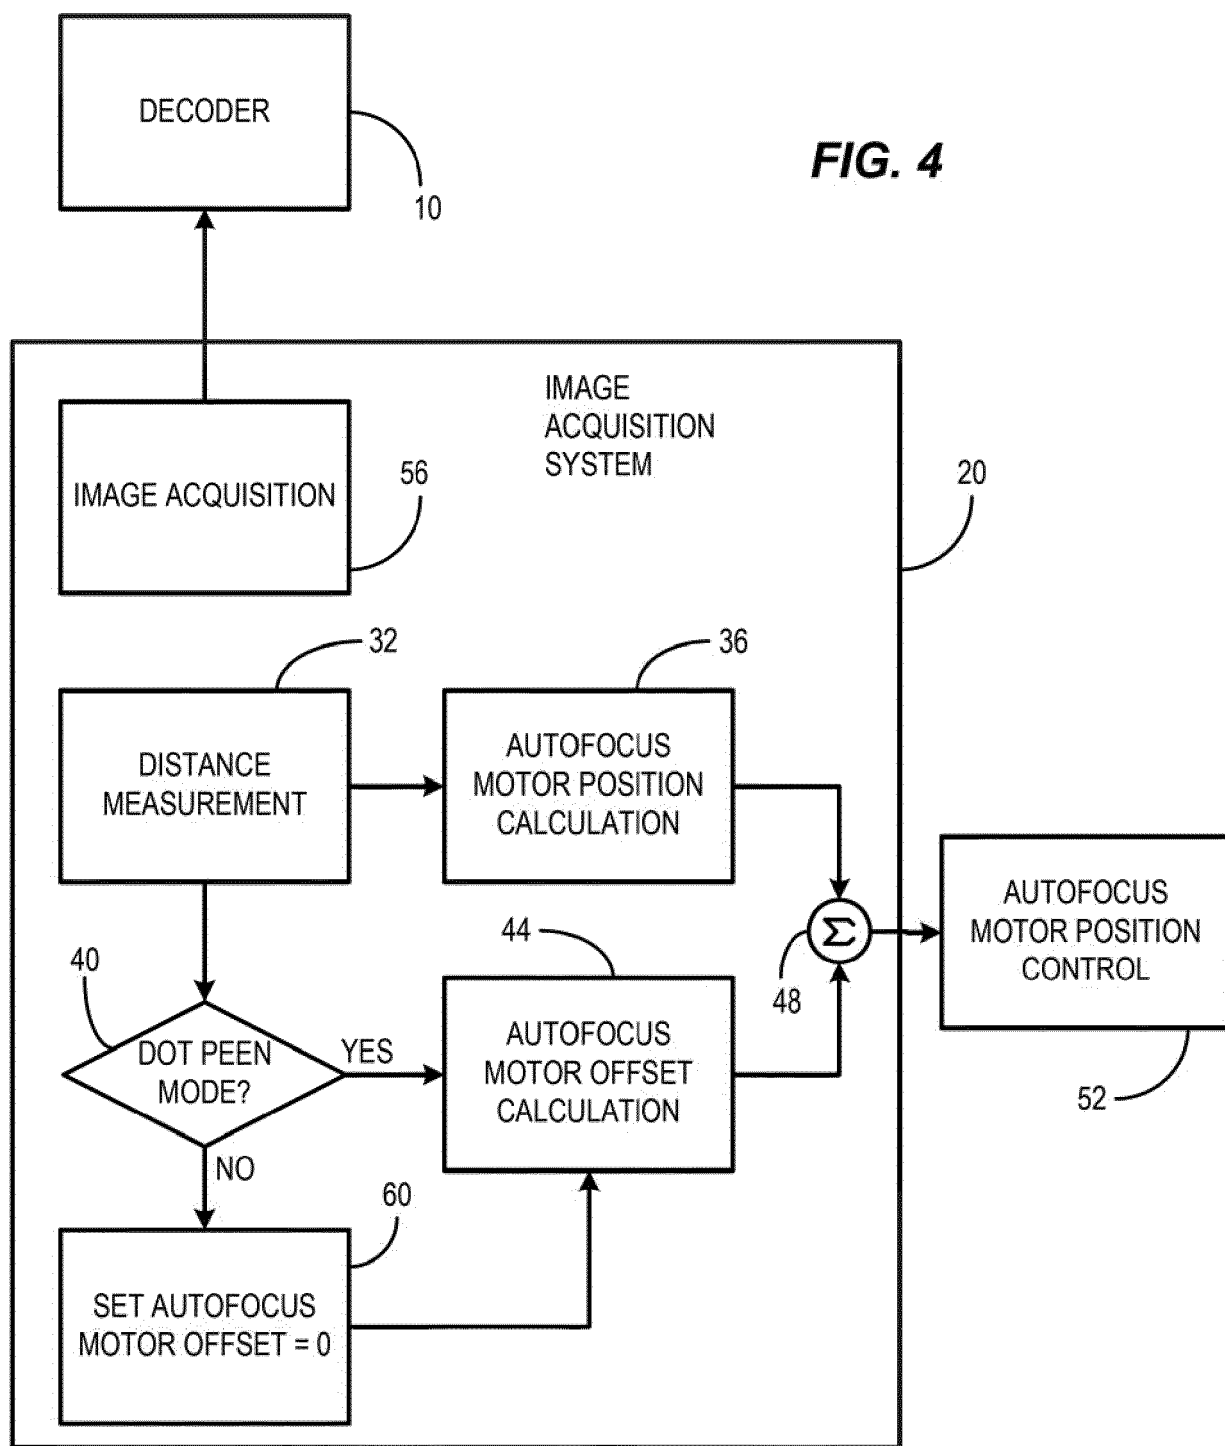 DECODER
FIG. 4
10
IMAGE
ACQUISITION
SYSTEM
IMAGE ACQUISITION
56
20
32
36
DISTANCE
MEASUREMENT
AUTOFOCUS
MOTOR POSITION
CALCULATION
AUTOFOCUS
MOTOR POSITION
CONTROL
Σ
48
44
40
DOT PEEN
MODE?
YES
AUTOFOCUS
MOTOR OFFSET
CALCULATION
52
NO
60
SET AUTOFOCUS
MOTOR OFFSET = 0